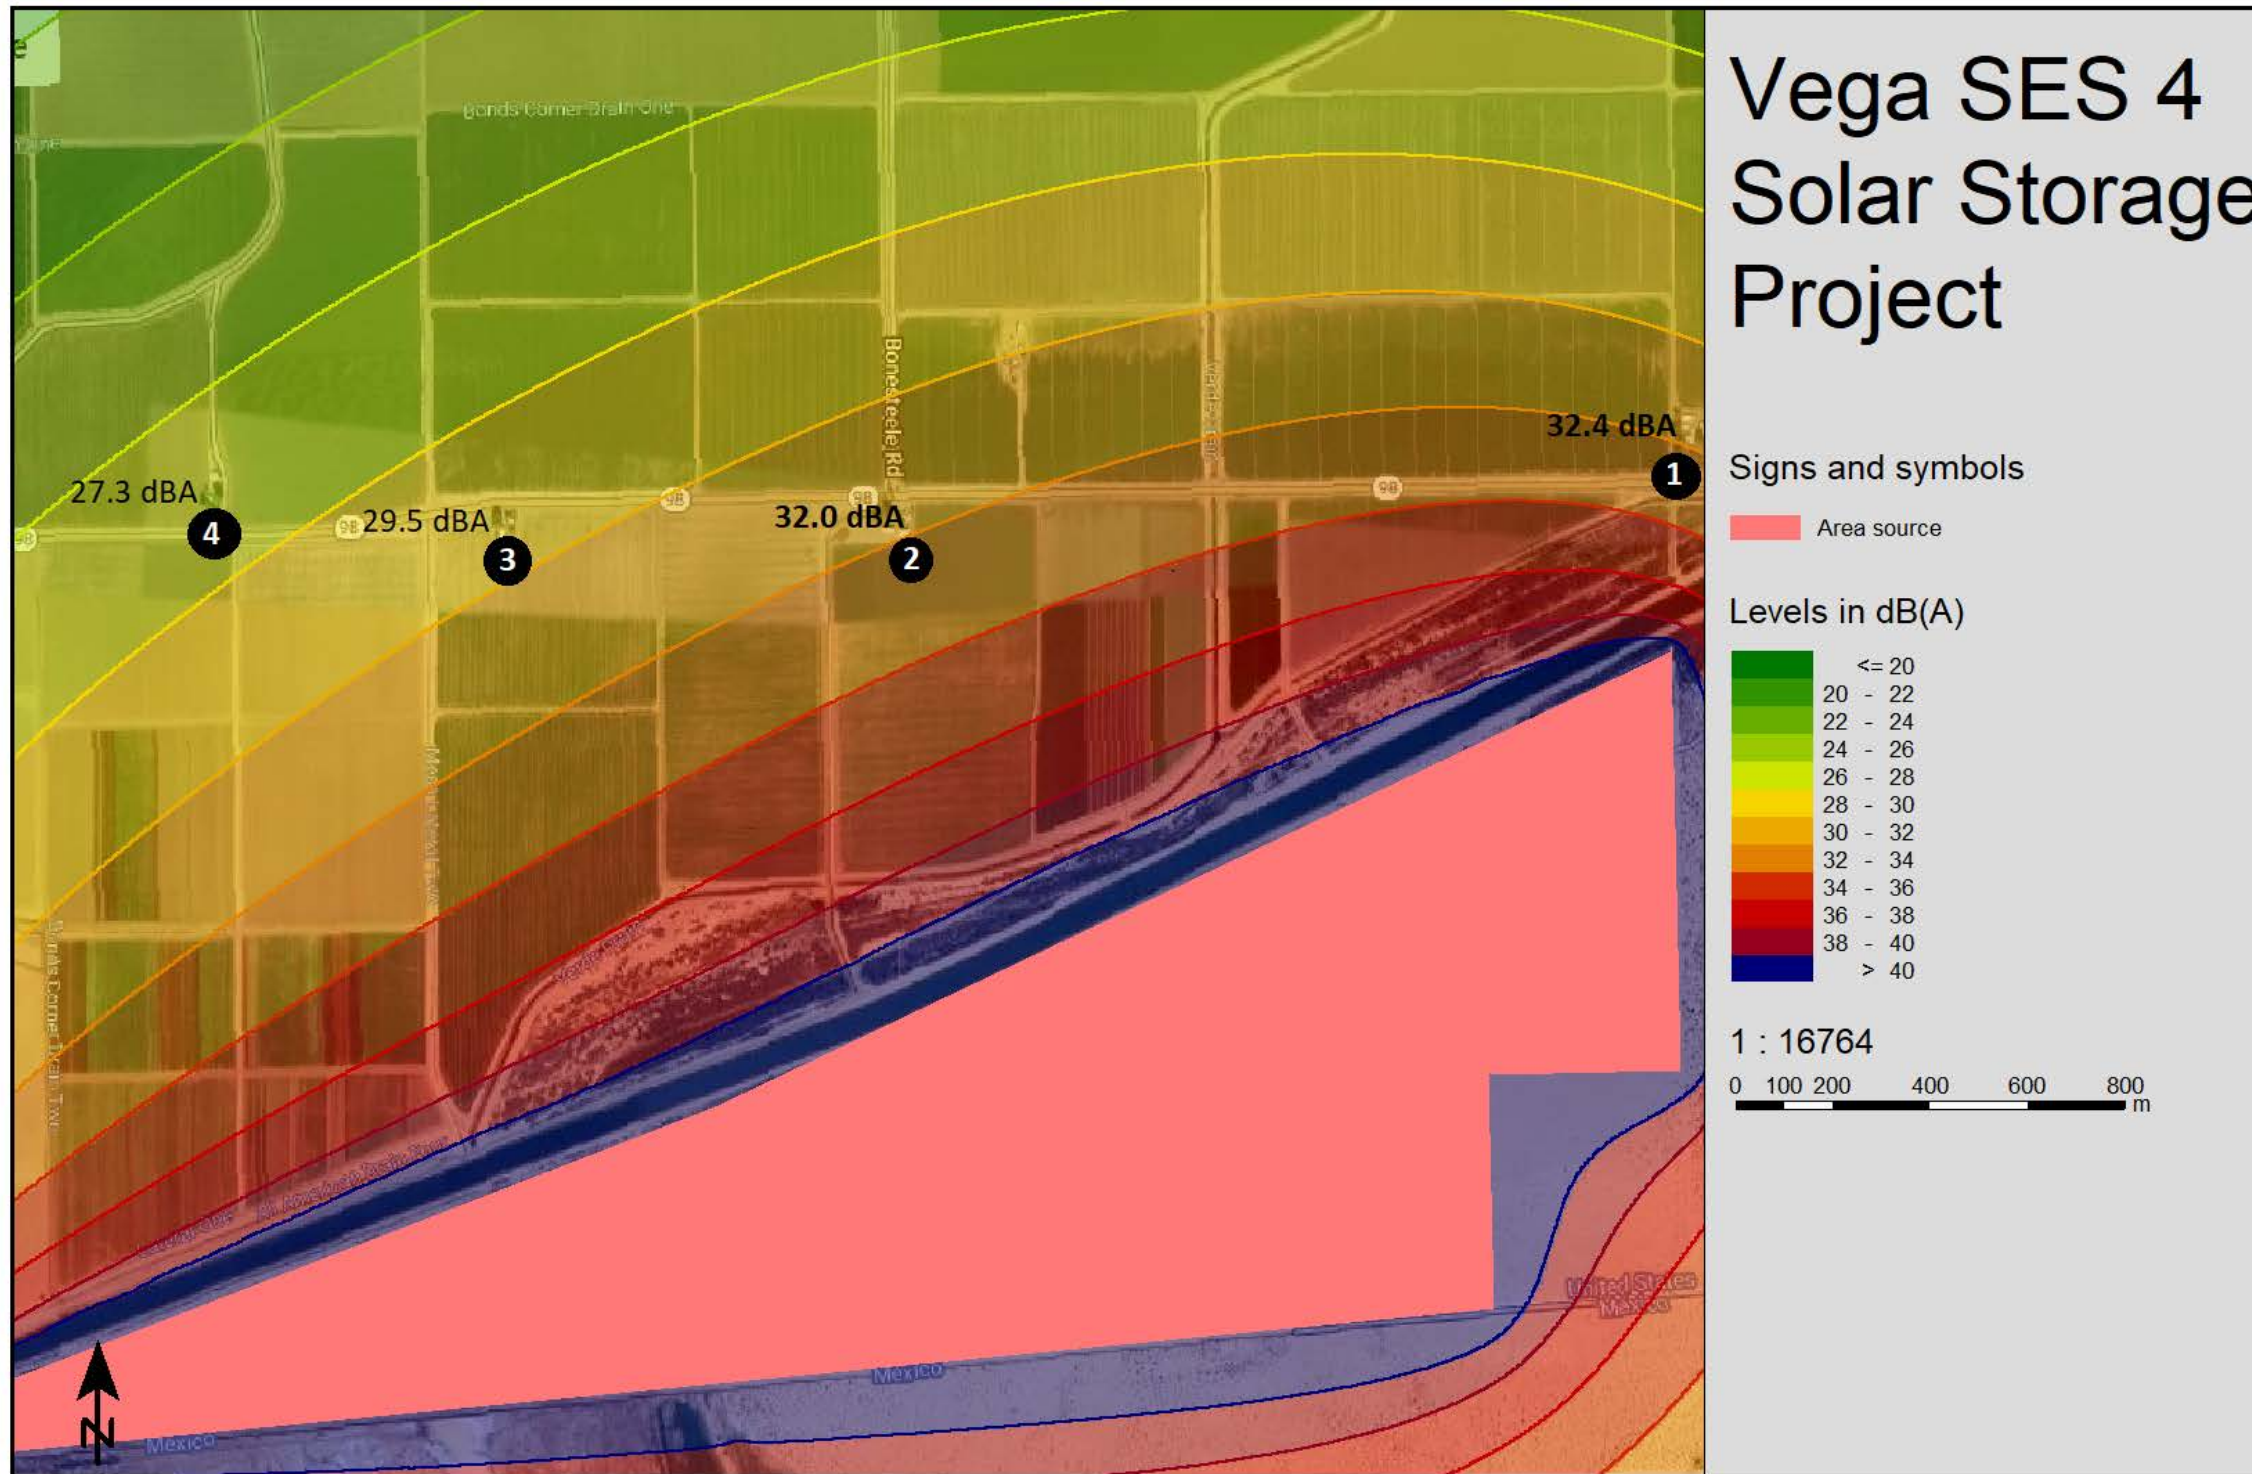 Vega SES 4
Solar Storage
Project
Signs and symbols
Area source
Levels in dB(A)
<= 20
20 - 22
22 - 24
24 - 26
26 - 28
28 - 30
30 - 32
32 - 34
34 - 36
36 - 38
38 - 40
> 40
1 : 16764
0 100 200 400 600 800
m
e
Bonds Corner Drain One
Bonesteele Rd
32.4 dBA
1
98
98
98
98
98
27.3 dBA
4
29.5 dBA
3
32.0 dBA
2
Verde Drain
United States
Mexico
Mexico
Mexico
N